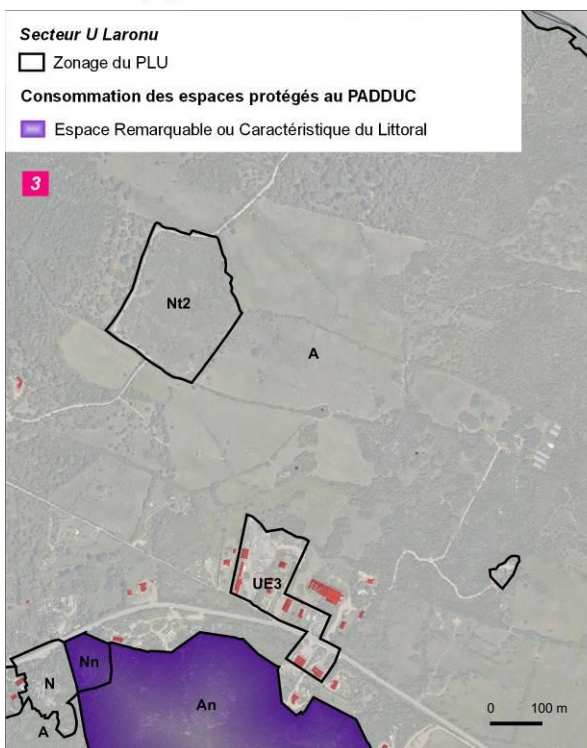 Secteur U Laronu
Zonage du PLU
Consommation des espaces protégés au PADDUC
Espace Remarquable ou Caractéristique du Littoral
3
Nt2
A
UE3
Nn
N
An
A
0 100 m